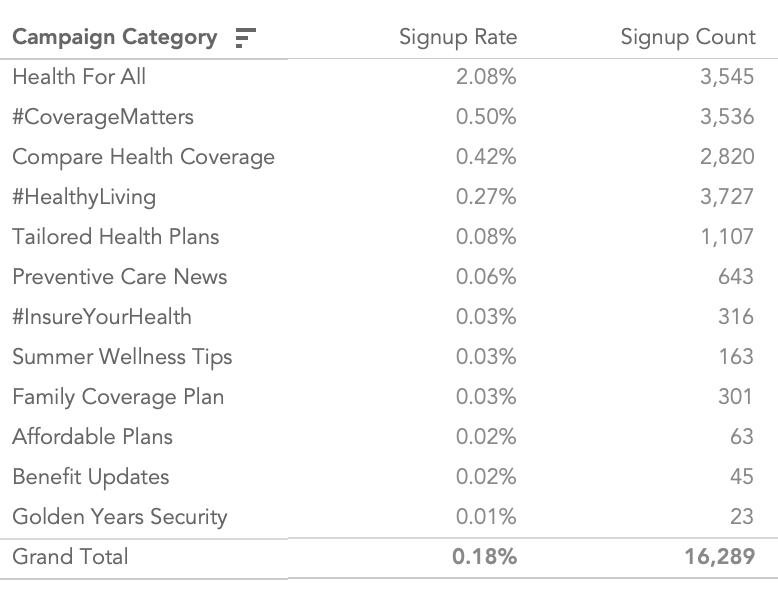 Campaign Category Signup Rate Signup Count
Health For All 2.08% 3,545
#CoverageMatters 0.50% 3,536
Compare Health Coverage 0.42% 2,820
#HealthyLiving 0.27% 3,727
Tailored Health Plans 0.08% 1,107
Preventive Care News 0.06% 643
#InsureYourHealth 0.03% 316
Summer Wellness Tips 0.03% 163
Family Coverage Plan 0.03% 301
Affordable Plans 0.02% 63
Benefit Updates 0.02% 45
Golden Years Security 0.01% 23
Grand Total 0.18% 16,289